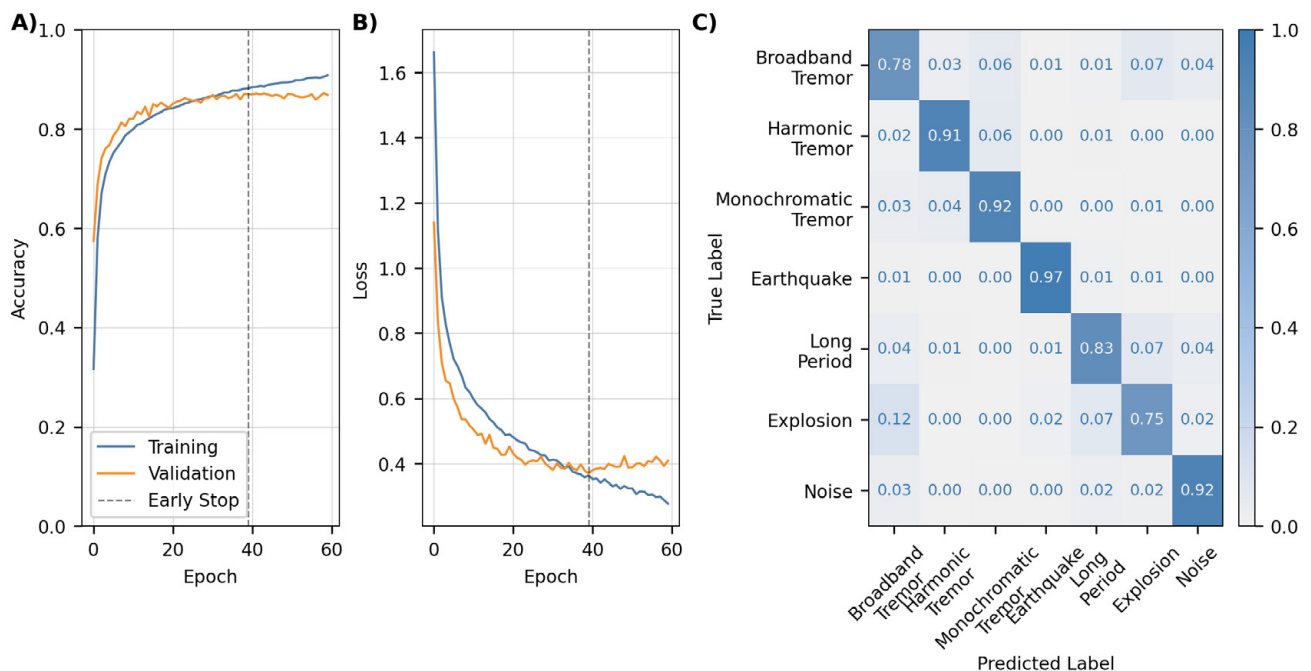 A)
1.0
0.8
0.6
0.4
0.2
0.0
Accuracy
0
20
40
60
Epoch
Training
Validation
Early Stop
B)
1.6
1.4
1.2
1.0
0.8
0.6
0.4
Loss
0
20
40
60
Epoch
C)
True Label
Broadband
Tremor
0.78 0.03 0.06 0.01 0.01 0.07 0.04
Harmonic
Tremor
0.02 0.91 0.06 0.00 0.01 0.00 0.00
Monochromatic
Tremor
0.03 0.04 0.92 0.00 0.00 0.01 0.00
Earthquake
0.01 0.00 0.00 0.97 0.01 0.01 0.00
Long
Period
0.04 0.01 0.00 0.01 0.83 0.07 0.04
Explosion
0.12 0.00 0.00 0.02 0.07 0.75 0.02
Noise
0.03 0.00 0.00 0.00 0.02 0.02 0.92
Broadband
Tremor
Harmonic
Tremor
Monochromatic
Tremor
Earthquake
Long
Period
Explosion
Noise
Predicted Label
1.0
0.8
0.6
0.4
0.2
0.0